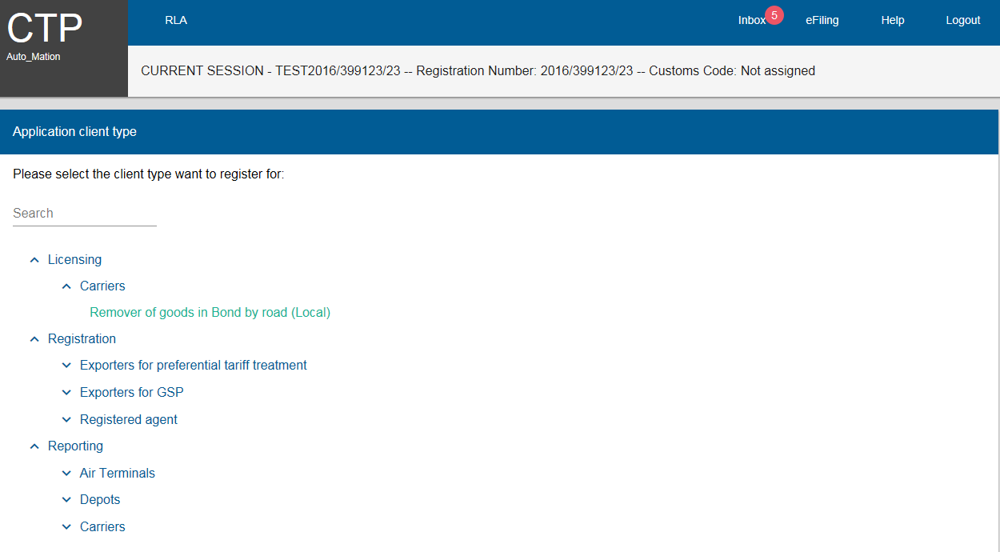 CTP
Auto_Mation
RLA
Inbox 5
eFiling
Help
Logout
CURRENT SESSION - TEST2016/399123/23 -- Registration Number: 2016/399123/23 -- Customs Code: Not assigned
Application client type
Please select the client type want to register for:
Search
Licensing
Carriers
Remover of goods in Bond by road (Local)
Registration
Exporters for preferential tariff treatment
Exporters for GSP
Registered agent
Reporting
Air Terminals
Depots
Carriers